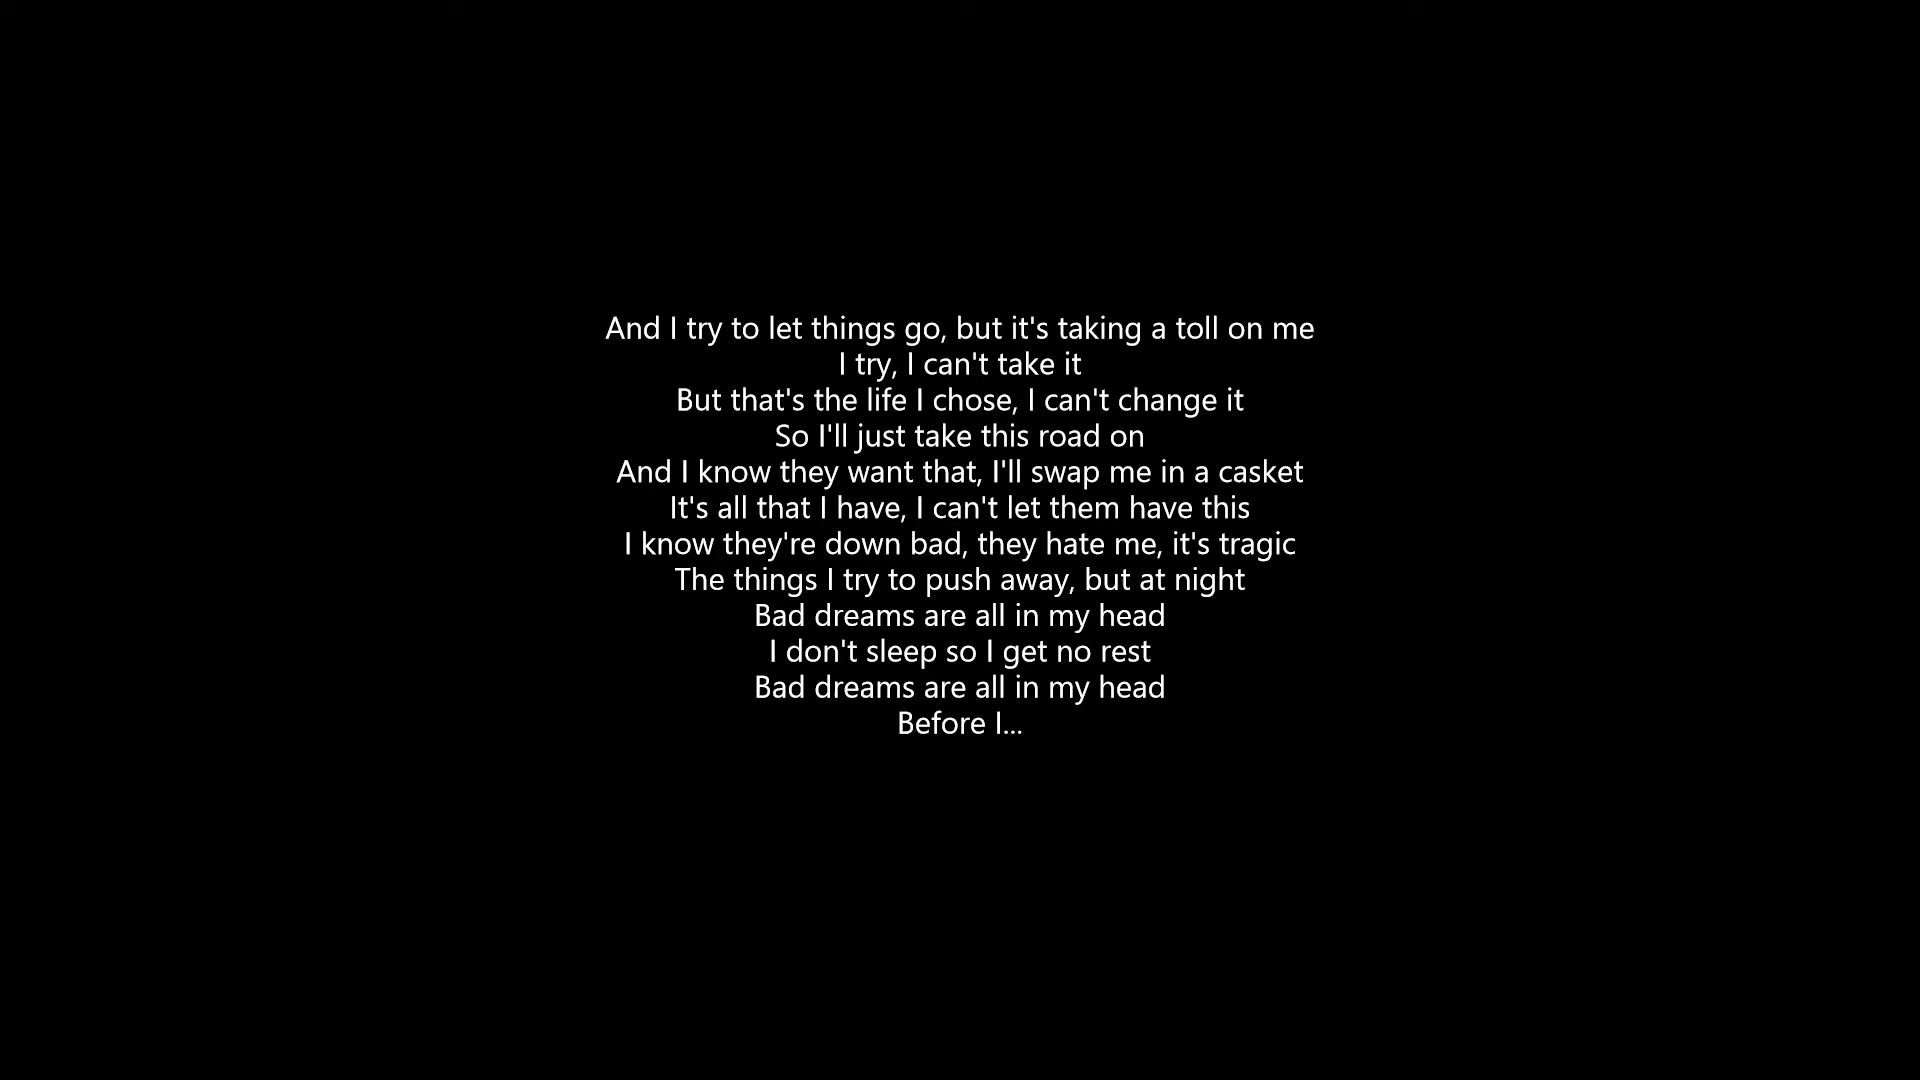 And I try to let things go, but it's taking a toll on me
I try, I can't take it
But that's the life I chose, I can't change it
So I'll just take this road on
And I know they want that, I'll swap me in a casket
It's all that I have, I can't let them have this
I know they're down bad, they hate me, it's tragic
The things I try to push away, but at night
Bad dreams are all in my head
I don't sleep so I get no rest
Bad dreams are all in my head
Before I...